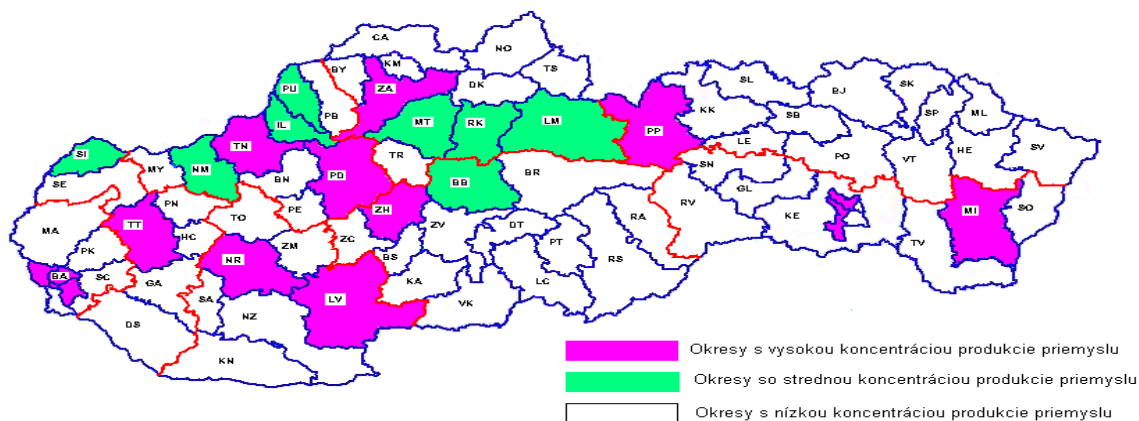 CA
NO
BY
KM
TS
PU
ZA
DK
SL
BJ
SK
KK
SP
ML
PB
IL
MT
RK
LM
SB
TN
PP
LE
PO
VT
HE
SV
SI
MY
NM
TR
BR
SN
SE
BN
PD
BB
GL
PN
PE
ZH
MI
SO
MA
TT
TO
ZV
DT
RA
RV
KE
HC
ZC
PT
TV
PK
ZM
BS
RS
BA
SC
NR
KA
LC
GA
SA
LV
VK
DS
NZ
KN
Okresy s vysokou koncentráciou produkcie priemyslu
Okresy so strednou koncentráciou produkcie priemyslu
Okresy s nízkou koncentráciou produkcie priemyslu